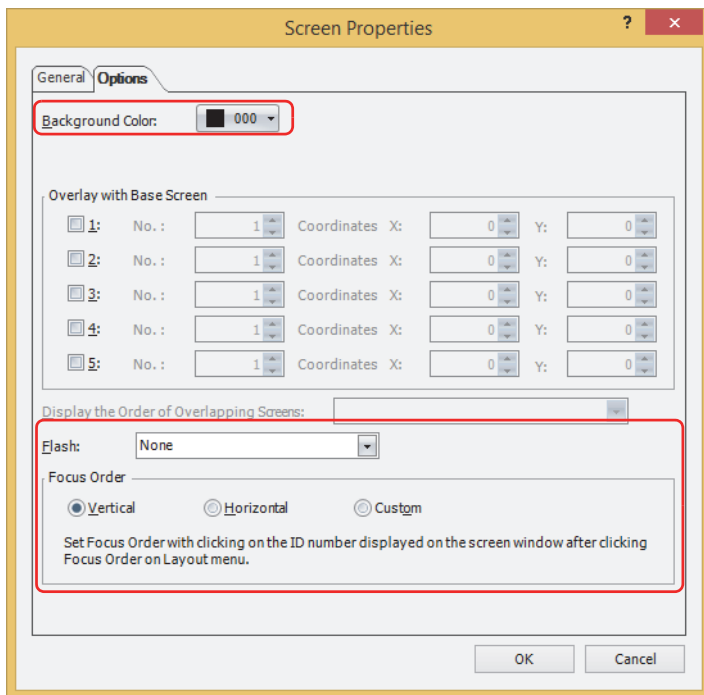 Screen Properties ? ×
General Options
Background Color: 000
Overlay with Base Screen
1: No. : 1 Coordinates X: 0 Y: 0
2: No. : 1 Coordinates X: 0 Y: 0
3: No. : 1 Coordinates X: 0 Y: 0
4: No. : 1 Coordinates X: 0 Y: 0
5: No. : 1 Coordinates X: 0 Y: 0
Display the Order of Overlapping Screens:
Flash: None
Focus Order
Vertical Horizontal Custom
Set Focus Order with clicking on the ID number displayed on the screen window after clicking
Focus Order on Layout menu.
OK Cancel